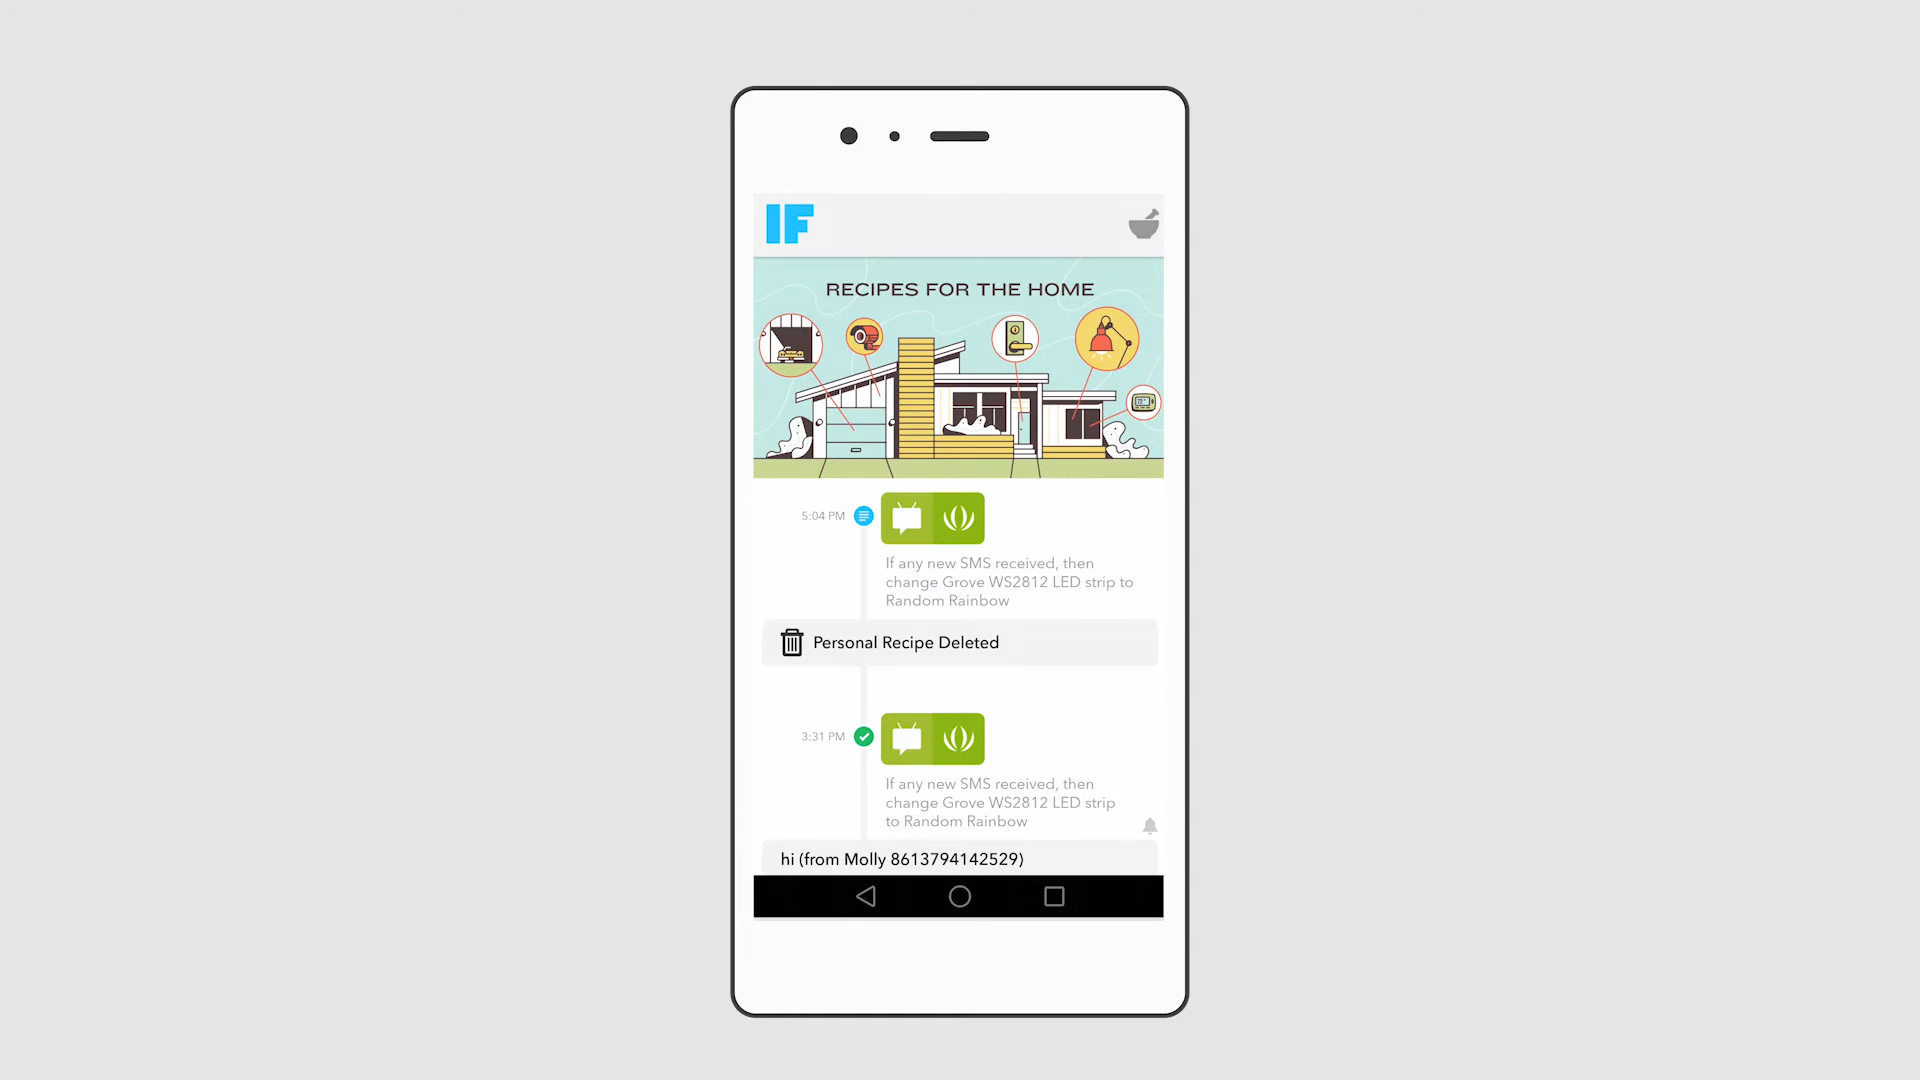 IF
RECIPES FOR THE HOME
5:04 PM
If any new SMS received, then
change Grove WS2812 LED strip to
Random Rainbow
Personal Recipe Deleted
3:31 PM
If any new SMS received, then
change Grove WS2812 LED strip
to Random Rainbow
hi (from Molly 8613794142529)